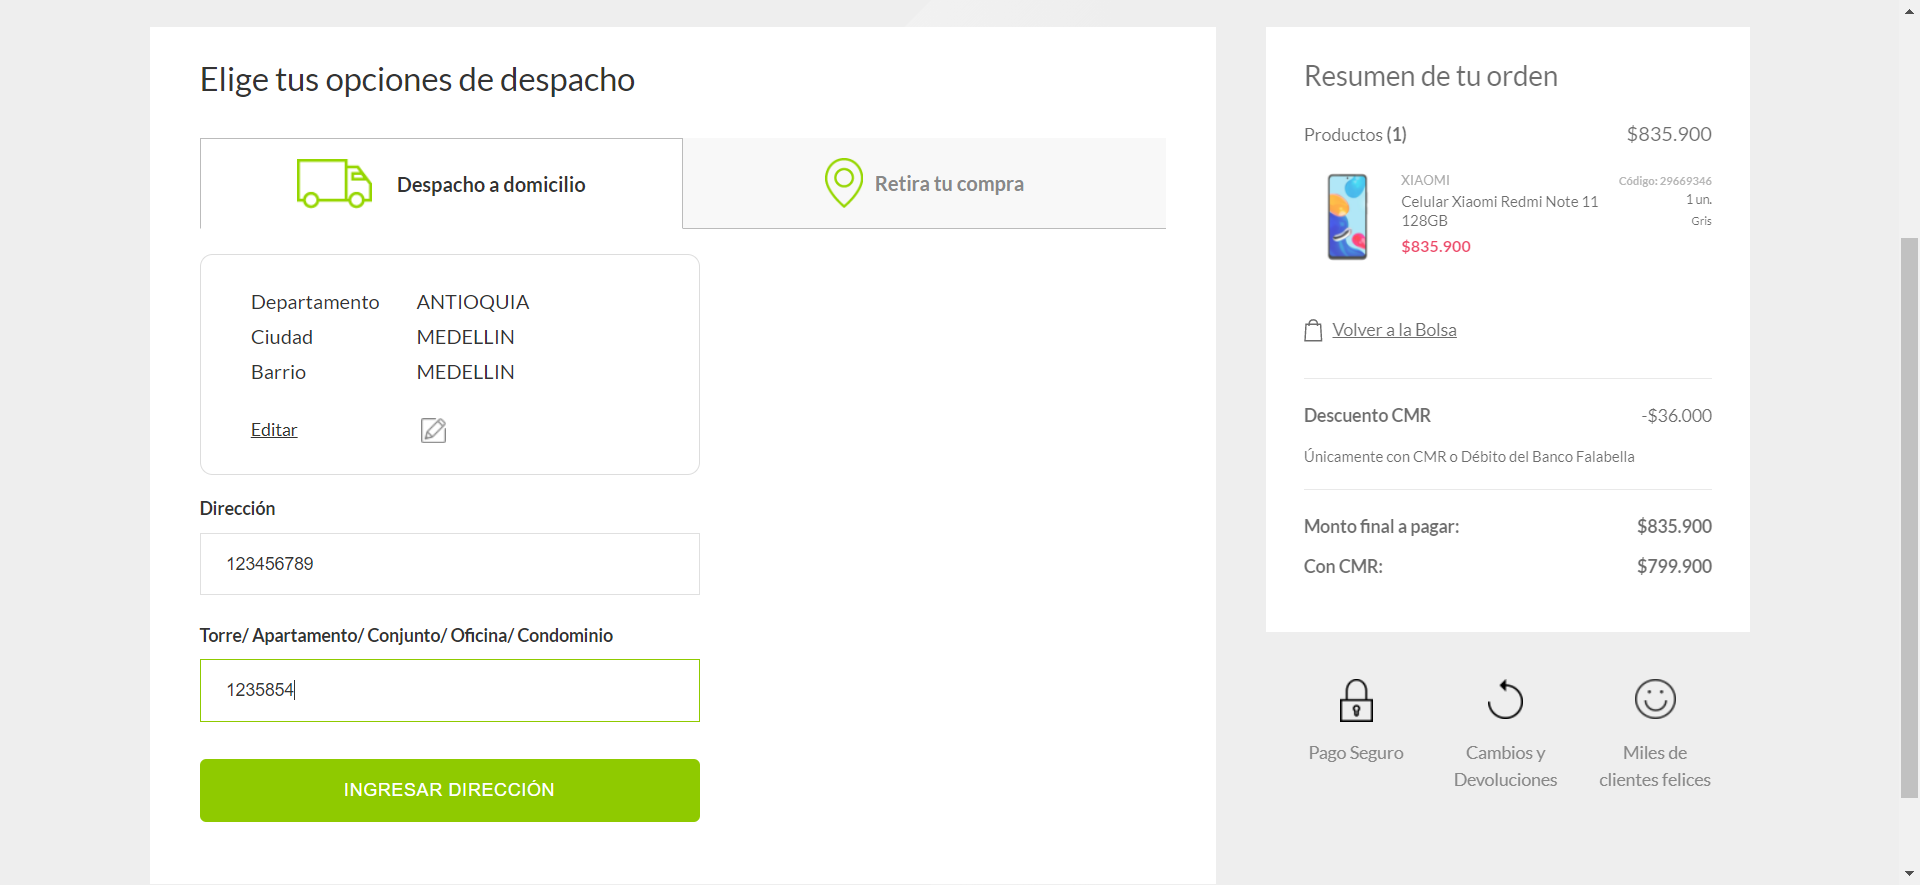 Elige tus opciones de despacho
Despacho a domicilio
Retira tu compra
Departamento ANTIOQUIA
Ciudad MEDELLIN
Barrio MEDELLIN
Editar
Dirección
123456789
Torre/ Apartamento/ Conjunto/ Oficina/ Condominio
1235854
INGRESAR DIRECCIÓN
Resumen de tu orden
Productos (1) $835.900
XIAOMI Código: 29669346
Celular Xiaomi Redmi Note 11 1 un.
128GB Gris
$835.900
Volver a la Bolsa
Descuento CMR -$36.000
Únicamente con CMR o Débito del Banco Falabella
Monto final a pagar: $835.900
Con CMR: $799.900
Pago Seguro
Cambios y
Devoluciones
Miles de
clientes felices